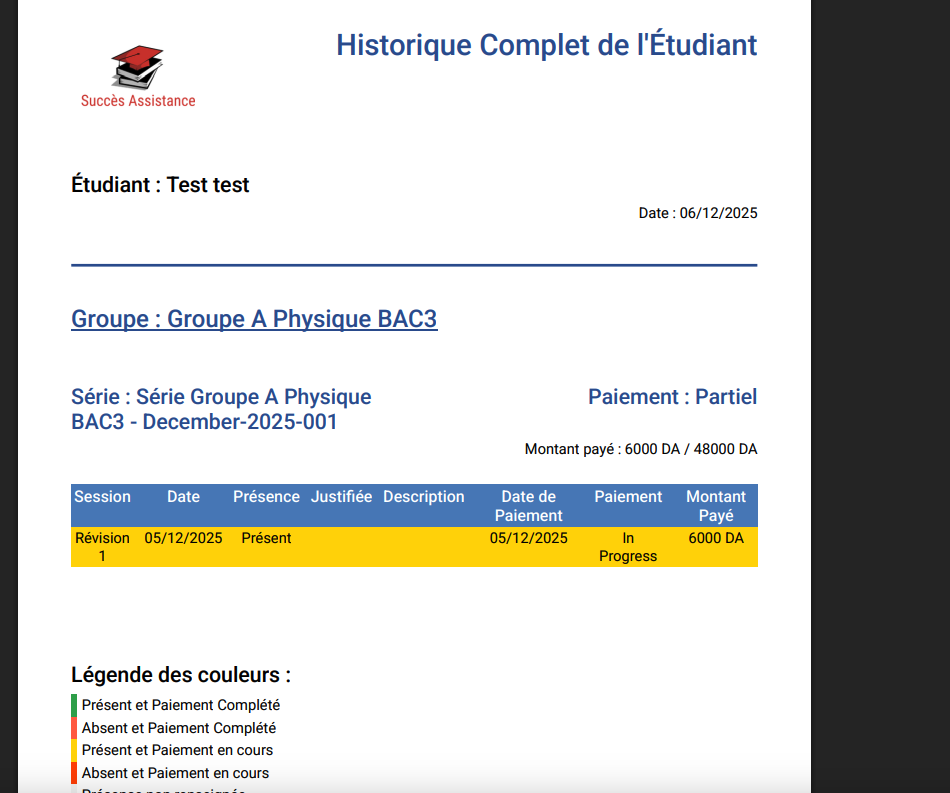 Historique Complet de l'Étudiant
Succès Assistance
Étudiant : Test test
Date : 06/12/2025
Groupe : Groupe A Physique BAC3
Série : Série Groupe A Physique
BAC3 - December-2025-001
Paiement : Partiel
Montant payé : 6000 DA / 48000 DA
Session Date Présence Justifiée Description Date de Paiement Paiement Montant Payé
Révision 1 05/12/2025 Présent 05/12/2025 In Progress 6000 DA
Légende des couleurs :
Présent et Paiement Complété
Absent et Paiement Complété
Présent et Paiement en cours
Absent et Paiement en cours